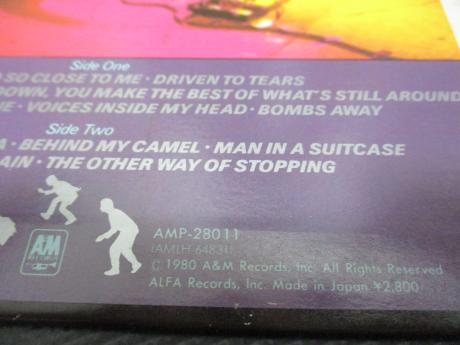 Side One
SO CLOSE TO ME • DRIVEN TO TEARS
DOWN, YOU MAKE THE BEST OF WHAT'S STILL AROUND
• VOICES INSIDE MY HEAD • BOMBS AWAY
Side Two
A • BEHIND MY CAMEL • MAN IN A SUITCASE
AIN • THE OTHER WAY OF STOPPING
AMP-28011
A&M
RECORDS
© 1980 A&M Records, Inc. All Rights Reserved
ALFA Records, Inc. Made in Japan ¥2,800